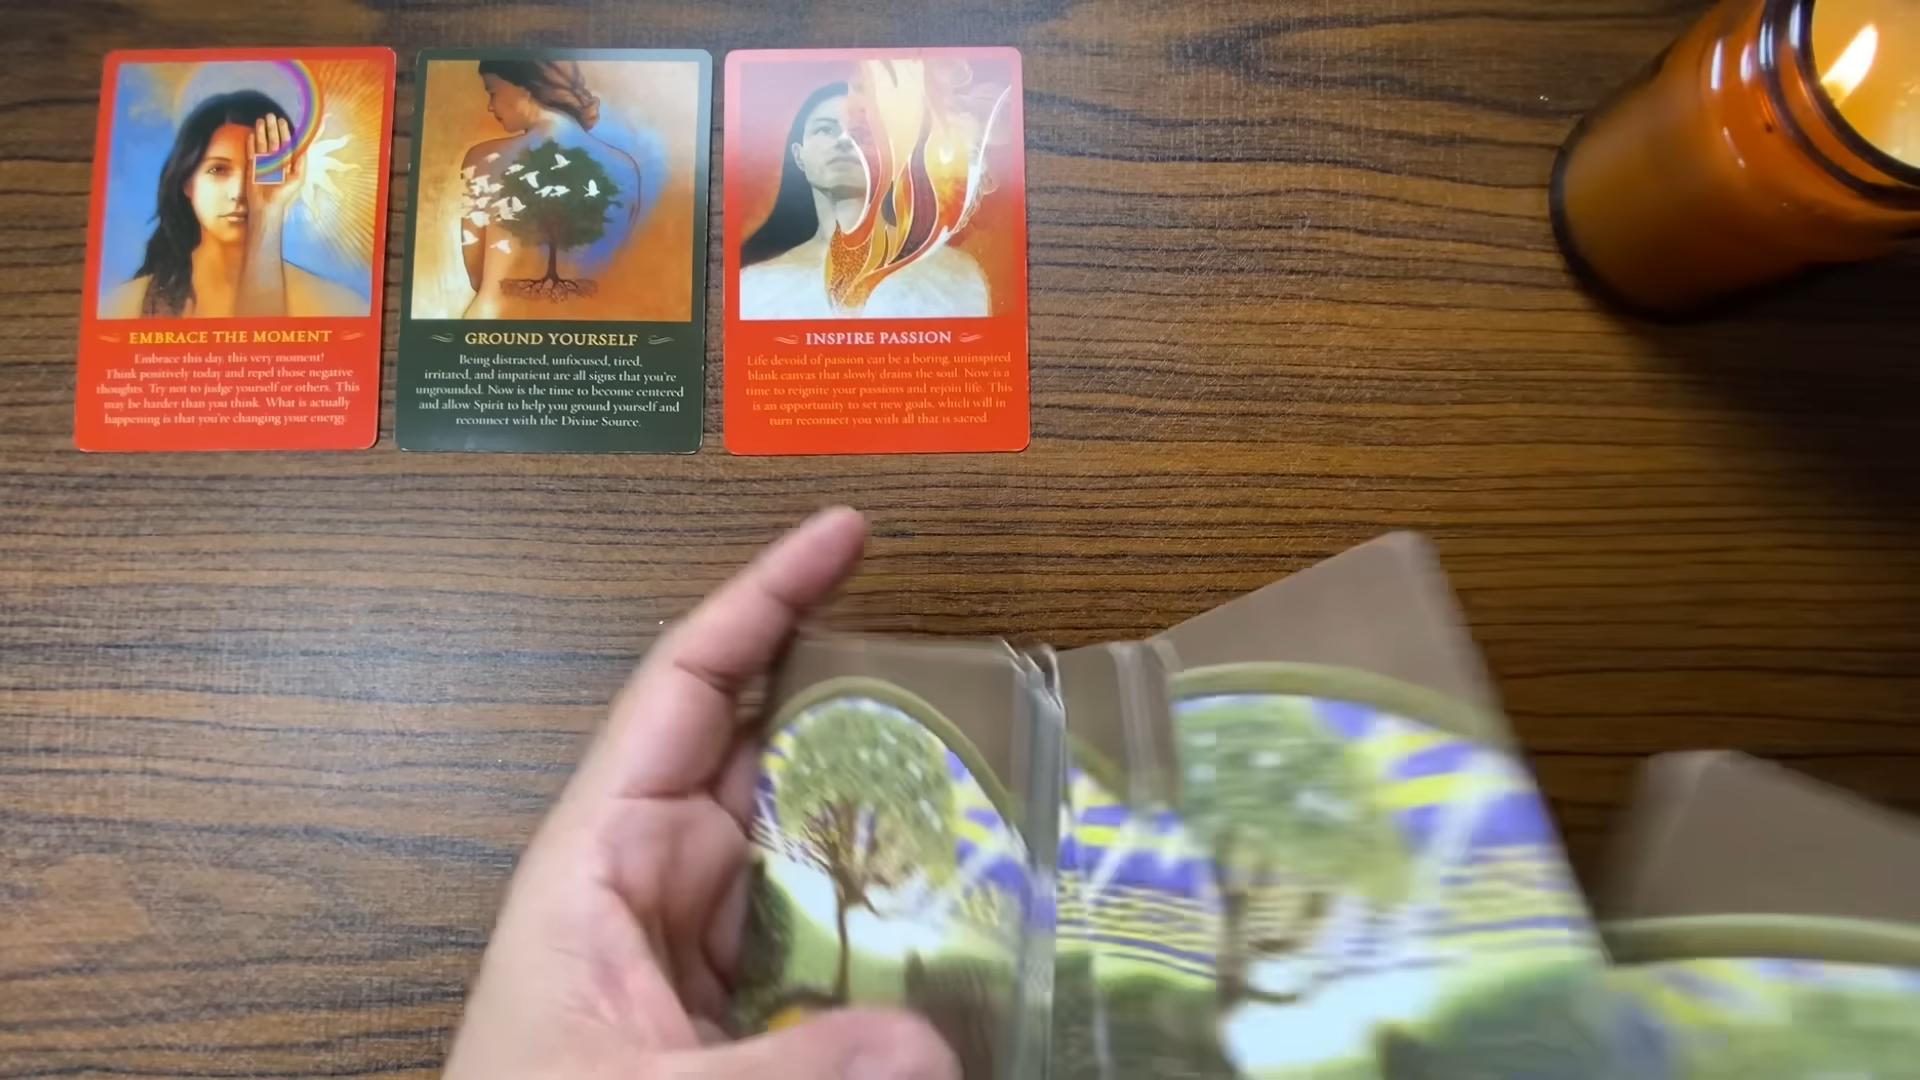 EMBRACE THE MOMENT
Embrace this day, this very moment!
Think positively today and repel those negative
thoughts. Try not to judge yourself or others. This
may be harder than you think. What is actually
happening is that you're changing your energy.
GROUND YOURSELF
Being distracted, unfocused, tired,
irritated, and impatient are all signs that you're
ungrounded. Now is the time to become centered
and allow Spirit to help you ground yourself and
reconnect with the Divine Source.
INSPIRE PASSION
Life devoid of passion can be a boring, uninspired
blank canvas that slowly drains the soul. Now is a
time to reignite your passions and rejoin life. This
is an opportunity to set new goals, which will in
turn reconnect you with all that is sacred.